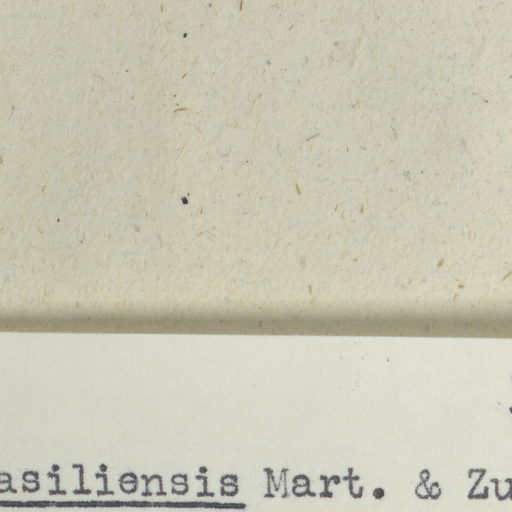 asiliensis Mart. & Zu